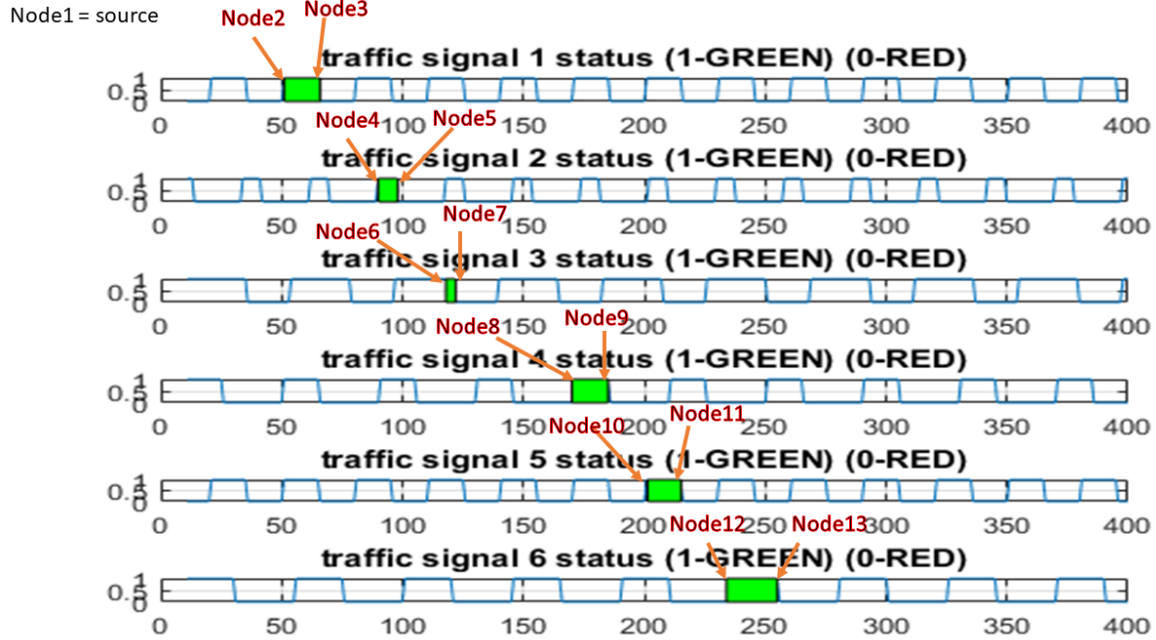 Node1 = source
Node2 Node3
traffic signal 1 status (1-GREEN) (0-RED)
1
0.5
0
0 50 100 150 200 250 300 350 400
Node4 Node5
traffic signal 2 status (1-GREEN) (0-RED)
1
0.5
0
0 50 100 150 200 250 300 350 400
Node6 Node7
traffic signal 3 status (1-GREEN) (0-RED)
1
0.5
0
0 50 100 150 200 250 300 350 400
Node8 Node9
traffic signal 4 status (1-GREEN) (0-RED)
1
0.5
0
0 50 100 150 200 250 300 350 400
Node10 Node11
traffic signal 5 status (1-GREEN) (0-RED)
1
0.5
0
0 50 100 150 200 250 300 350 400
Node12 Node13
traffic signal 6 status (1-GREEN) (0-RED)
1
0.5
0
0 50 100 150 200 250 300 350 400